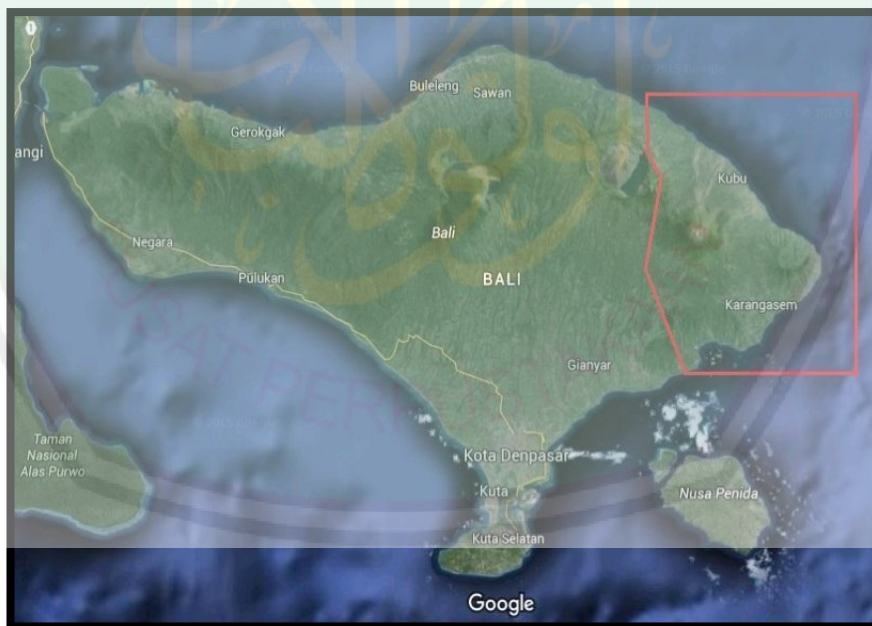 Buleleng
Sawan
Gerokgak
angi
Kubu
Negara
Bali
Pulukan
BALI
Karangasem
Gianyar
Taman
Nasional
Alas Purwo
Kota Denpasar
Kuta
Nusa Penida
Kuta Selatan
Google